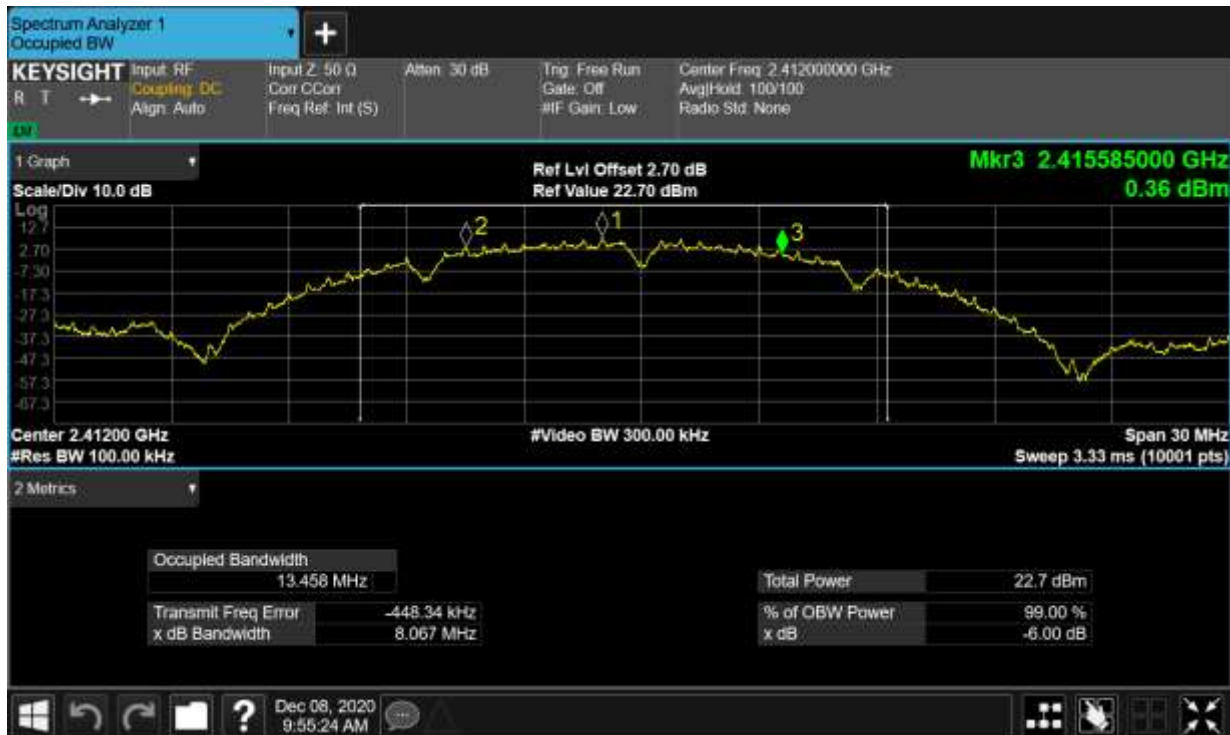 Spectrum Analyzer 1
Occupied BW
+
KEYSIGHT Input: RF Input Z: 50 Ω Atten: 30 dB Trig: Free Run Center Freq: 2.412000000 GHz
R T Coupling: DC Corr CCorr Gate: Off Avg|Hold: 100/100
Align: Auto Freq Ref: Int (S) #IF Gain: Low Radio Std: None
1 Graph
Ref Lvl Offset 2.70 dB Mkr3 2.415585000 GHz
Scale/Div 10.0 dB Ref Value 22.70 dBm 0.36 dBm
Log
12.7
2.70
-7.30
-17.3
-27.3
-37.3
-47.3
-57.3
-67.3
2
1
3
Center 2.41200 GHz #Video BW 300.00 kHz Span 30 MHz
#Res BW 100.00 kHz Sweep 3.33 ms (10001 pts)
2 Metrics
Occupied Bandwidth
13.458 MHz Total Power 22.7 dBm
Transmit Freq Error -448.34 kHz % of OBW Power 99.00 %
x dB Bandwidth 8.067 MHz x dB -6.00 dB
? Dec 08, 2020
9:55:24 AM